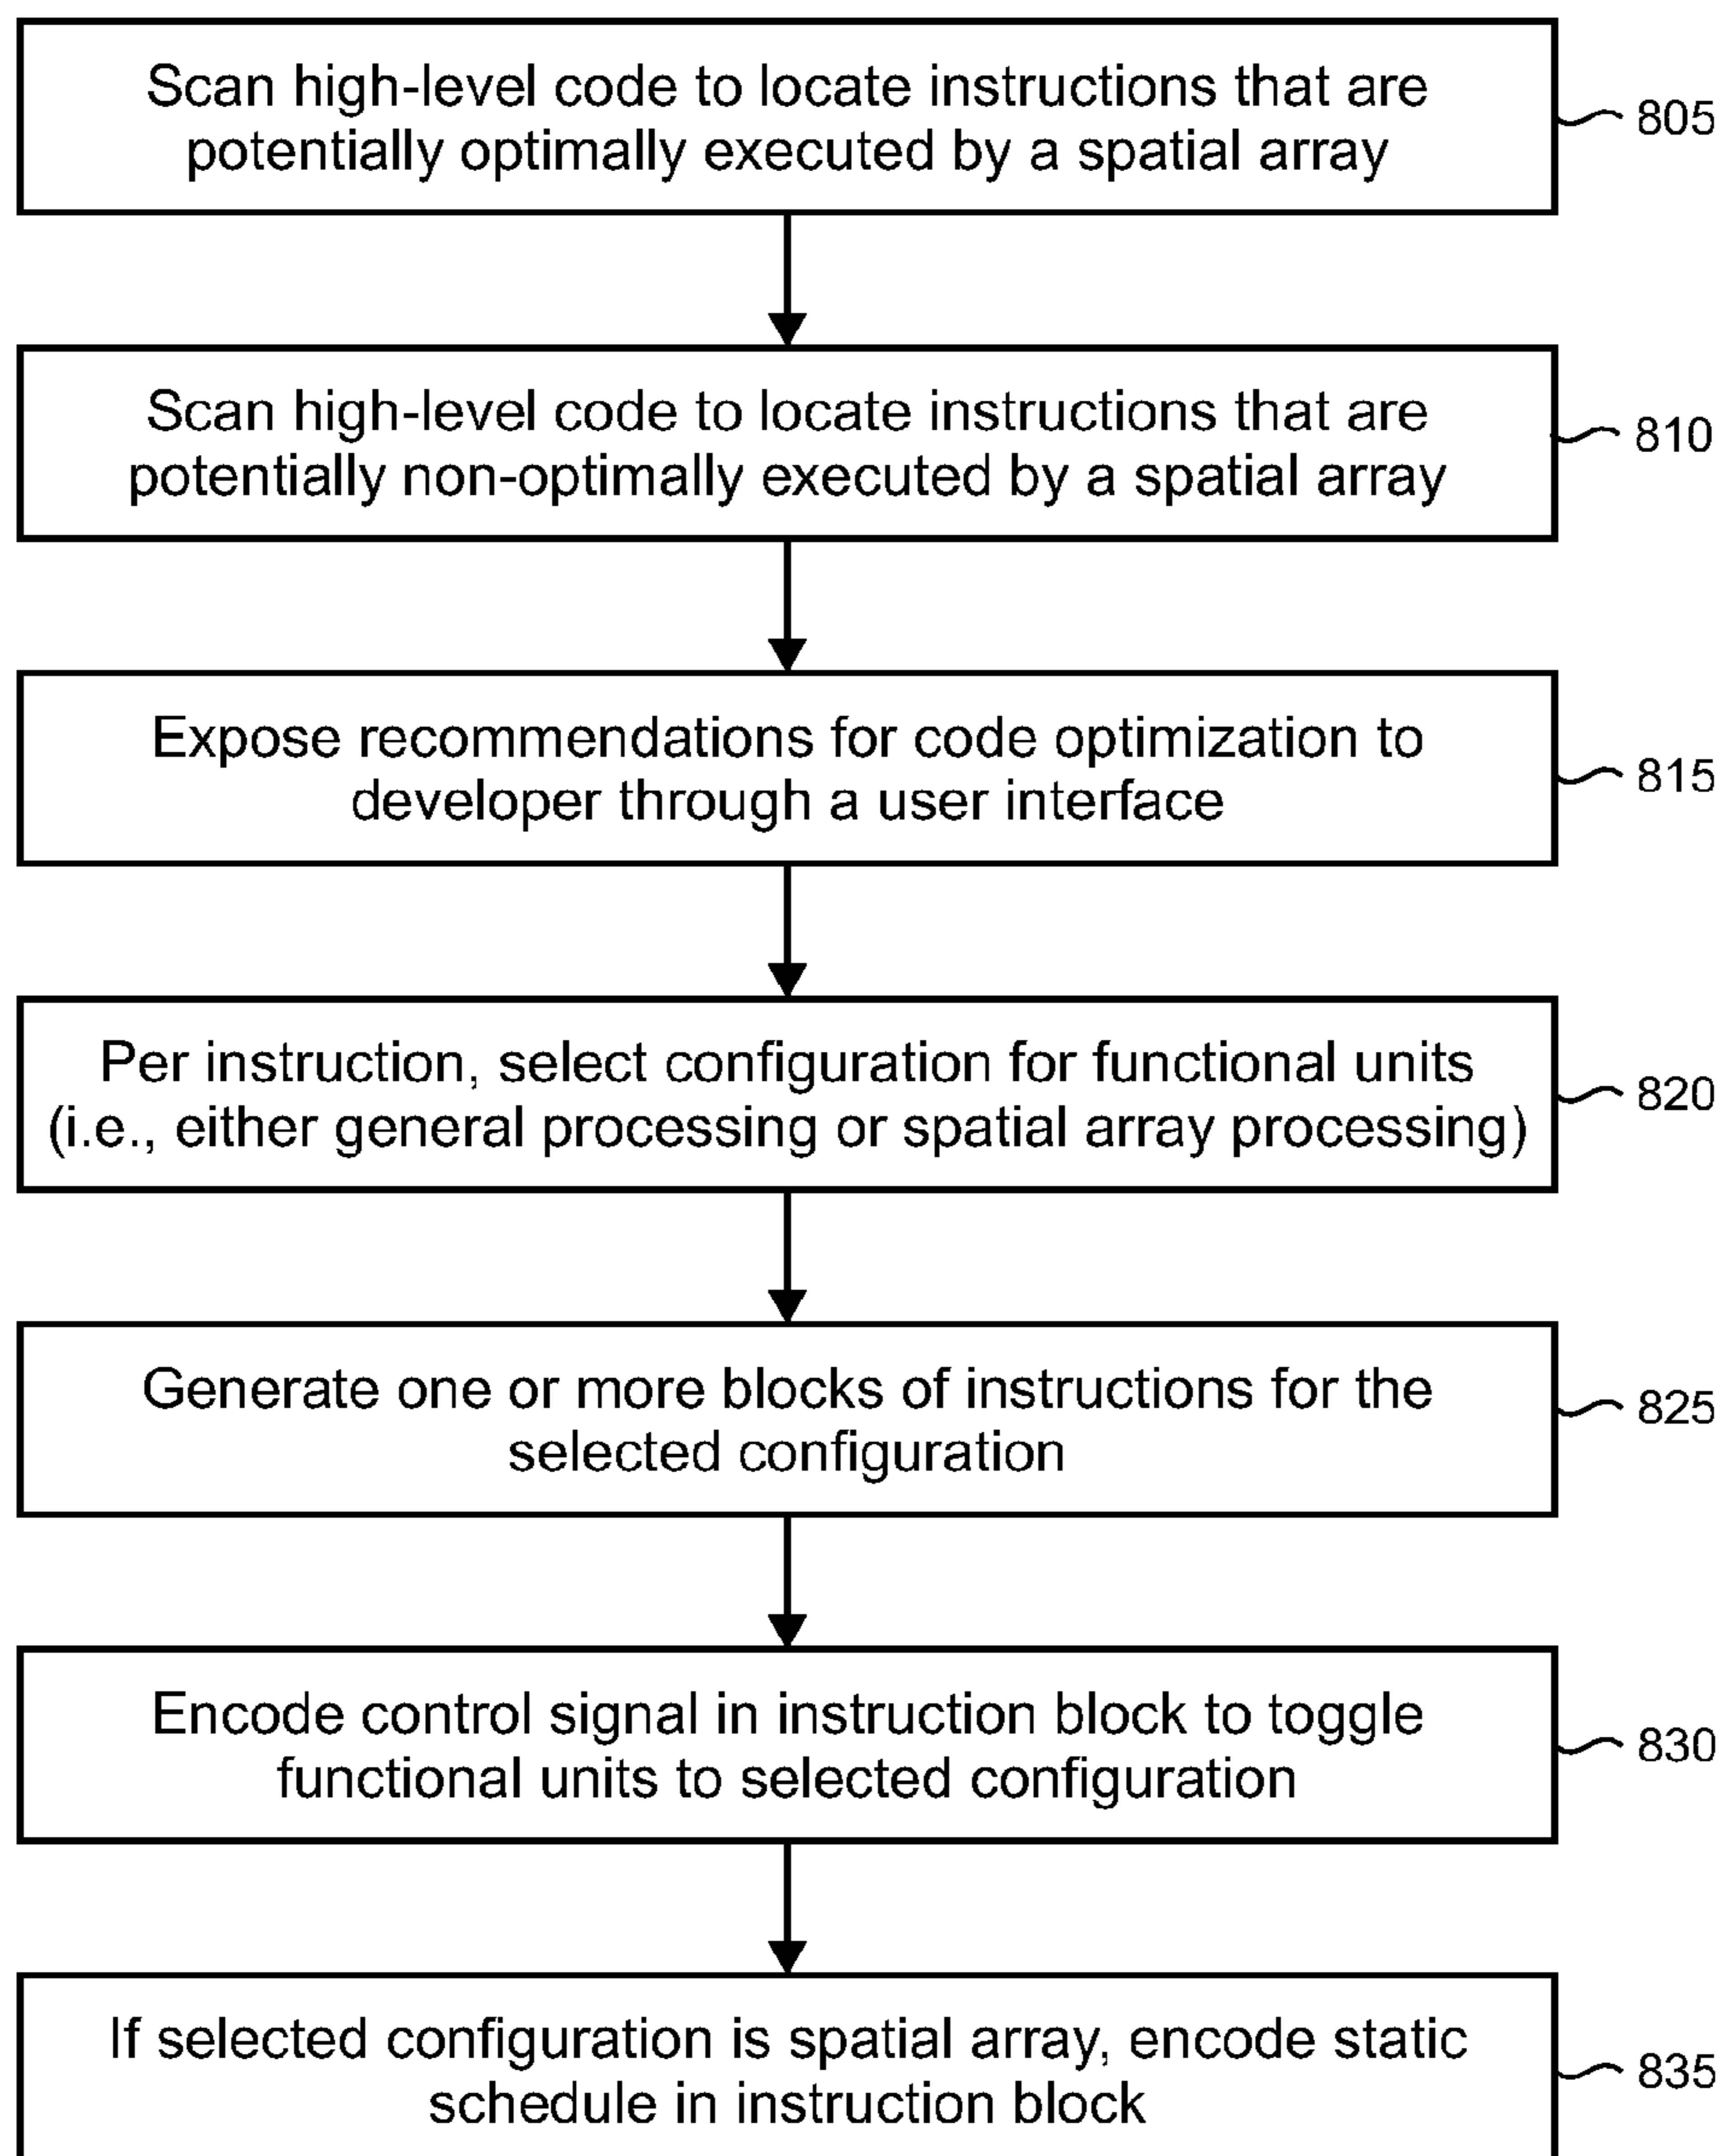 Scan high-level code to locate instructions that are
potentially optimally executed by a spatial array
805
Scan high-level code to locate instructions that are
potentially non-optimally executed by a spatial array
810
Expose recommendations for code optimization to
developer through a user interface
815
Per instruction, select configuration for functional units
(i.e., either general processing or spatial array processing)
820
Generate one or more blocks of instructions for the
selected configuration
825
Encode control signal in instruction block to toggle
functional units to selected configuration
830
If selected configuration is spatial array, encode static
schedule in instruction block
835